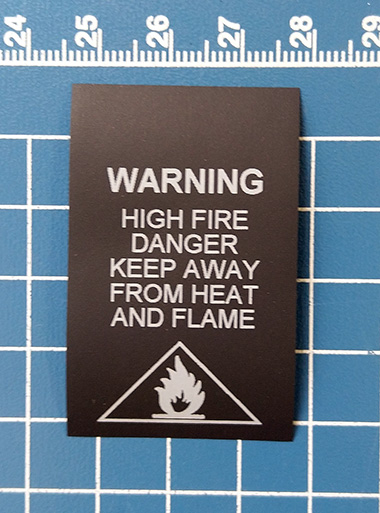 24 25 26 27 28 29
WARNING
HIGH FIRE
DANGER
KEEP AWAY
FROM HEAT
AND FLAME